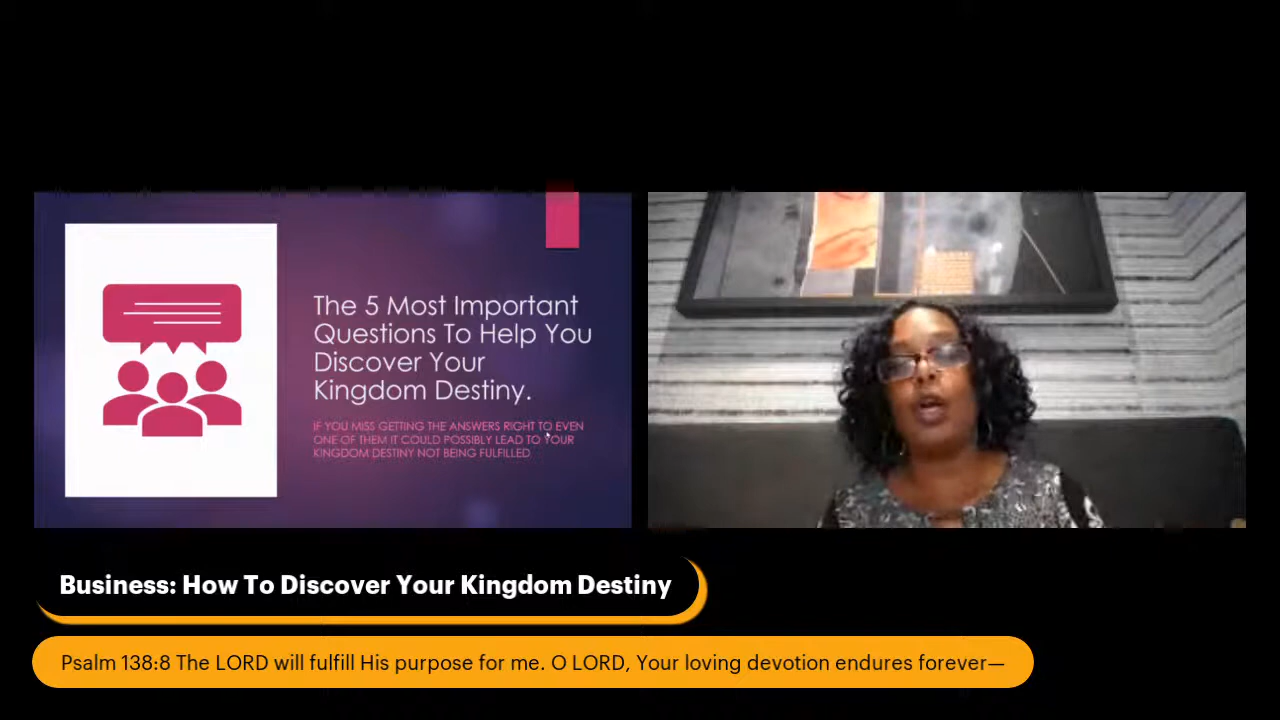 The 5 Most Important
Questions To Help You
Discover Your
Kingdom Destiny.
IF YOU MISS GETTING THE ANSWERS RIGHT TO EVEN
ONE OF THEM IT COULD POSSIBLY LEAD TO YOUR
KINGDOM DESTINY NOT BEING FULFILLED
Business: How To Discover Your Kingdom Destiny
Psalm 138:8 The LORD will fulfill His purpose for me. O LORD, Your loving devotion endures forever—